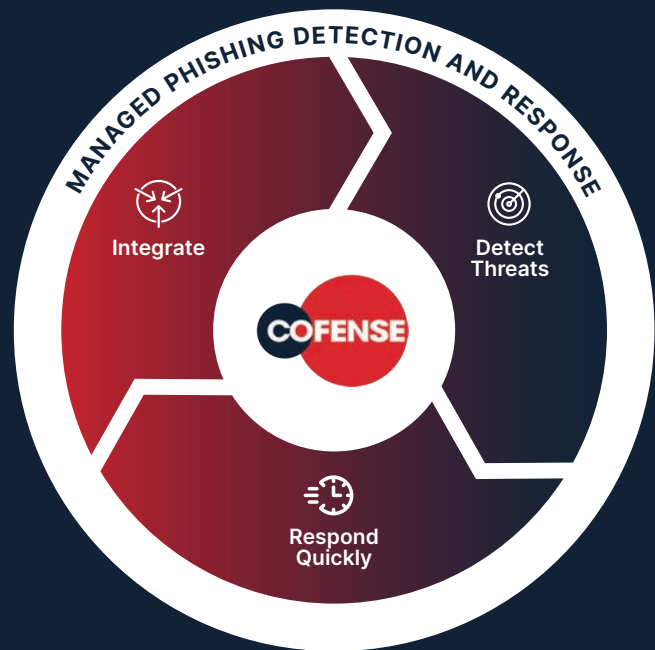 MANAGED PHISHING DETECTION AND RESPONSE
Integrate
Detect
Threats
COFENSE
Respond
Quickly